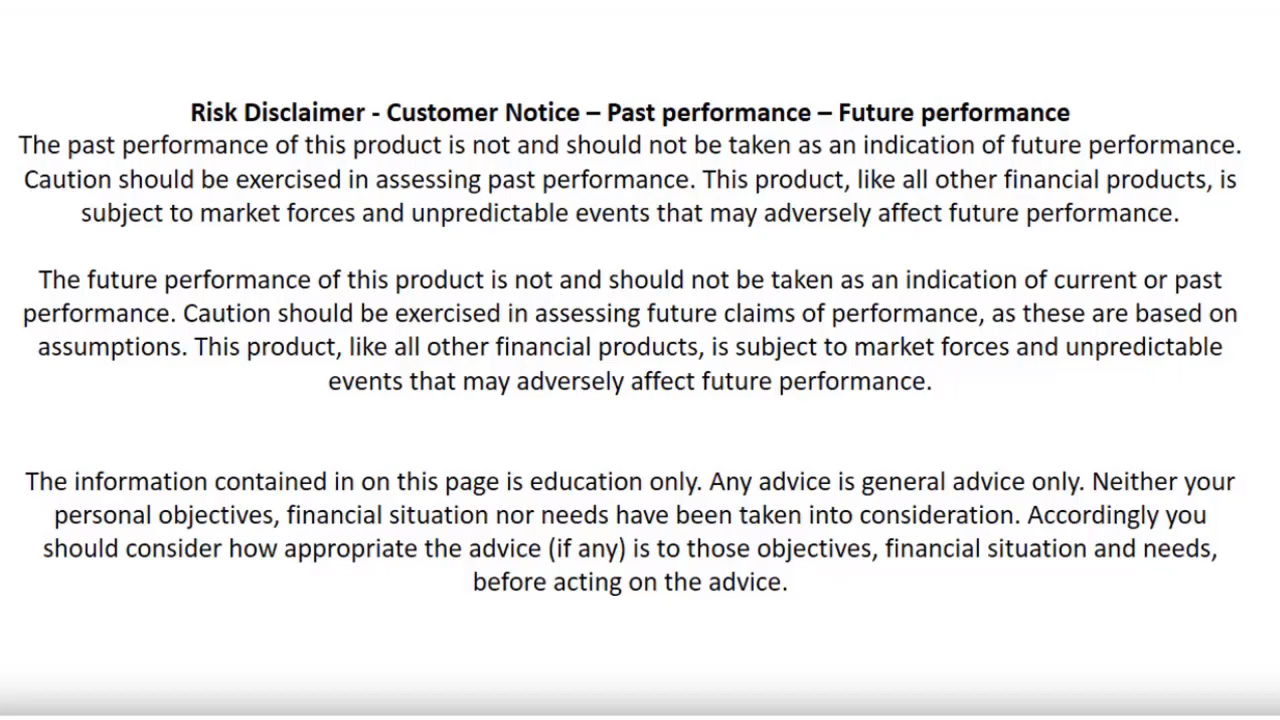 Risk Disclaimer - Customer Notice – Past performance – Future performance
The past performance of this product is not and should not be taken as an indication of future performance.
Caution should be exercised in assessing past performance. This product, like all other financial products, is
subject to market forces and unpredictable events that may adversely affect future performance.
The future performance of this product is not and should not be taken as an indication of current or past
performance. Caution should be exercised in assessing future claims of performance, as these are based on
assumptions. This product, like all other financial products, is subject to market forces and unpredictable
events that may adversely affect future performance.
The information contained in on this page is education only. Any advice is general advice only. Neither your
personal objectives, financial situation nor needs have been taken into consideration. Accordingly you
should consider how appropriate the advice (if any) is to those objectives, financial situation and needs,
before acting on the advice.